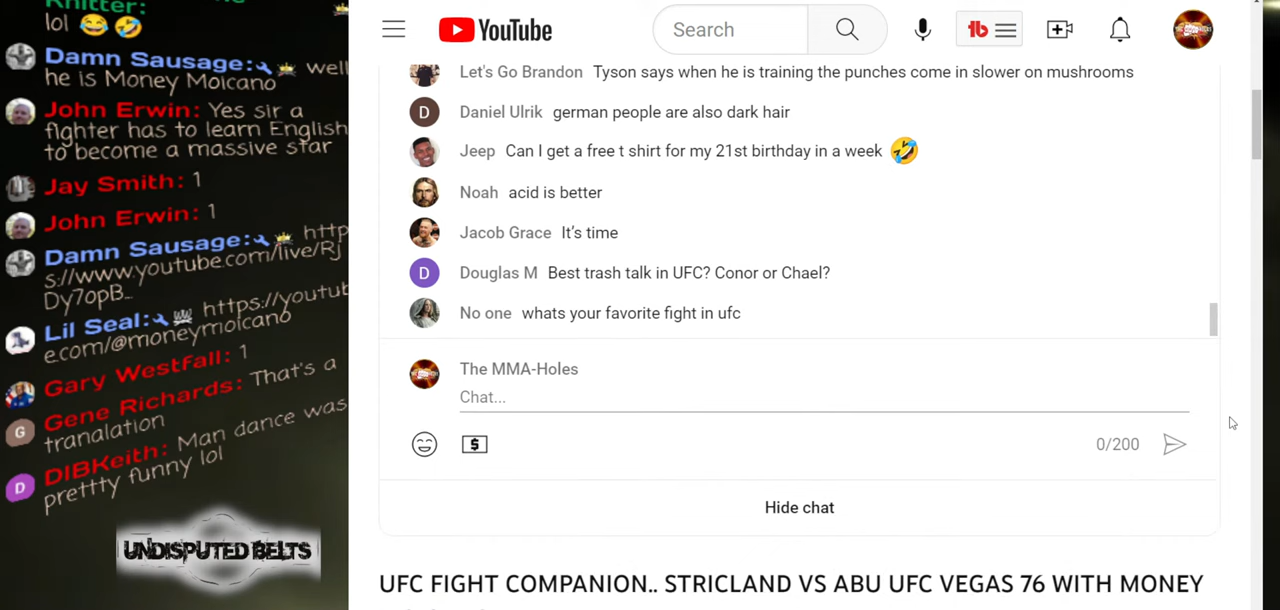 Knitter:
lol 😂 🤣
Damn Sausage: well
he is Money Moicano
John Erwin: Yes sir a
fighter has to learn English
to become a massive star
Jay Smith: 1
John Erwin: 1
Damn Sausage: http
s://www.youtube.com/live/Rj
Dy7opB...
Lil Seal: https://youtub
e.com/@moneymoicano
Gary Westfall: 1
Gene Richards: That's a
tranalation
DIBKeith: Man dance was
prettty funny lol
UNDISPUTED BELTS
YouTube
Search
tb
Let's Go Brandon Tyson says when he is training the punches come in slower on mushrooms
D Daniel Ulrik german people are also dark hair
Jeep Can I get a free t shirt for my 21st birthday in a week 🤣
Noah acid is better
Jacob Grace It's time
D Douglas M Best trash talk in UFC? Conor or Chael?
No one whats your favorite fight in ufc
The MMA-Holes
Chat...
0/200
Hide chat
UFC FIGHT COMPANION.. STRICLAND VS ABU UFC VEGAS 76 WITH MONEY